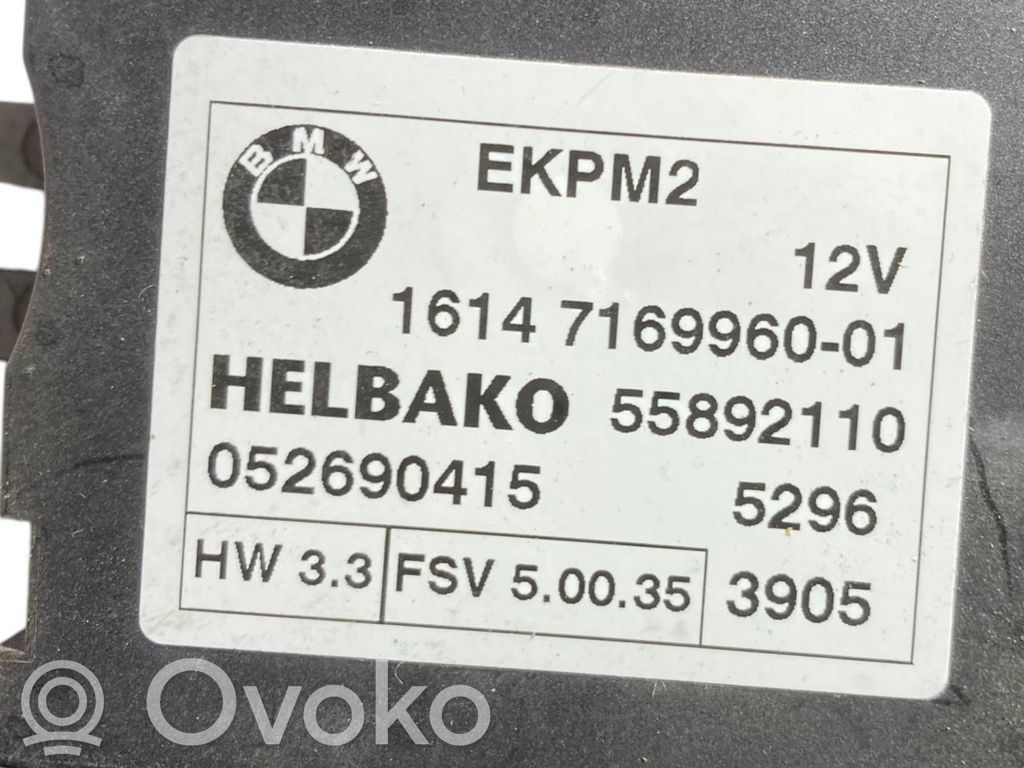 BMW
EKPM2
12V
1614 7169960-01
HELBAKO 55892110
052690415 5296
HW 3.3 FSV 5.00.35 3905
Ovoko